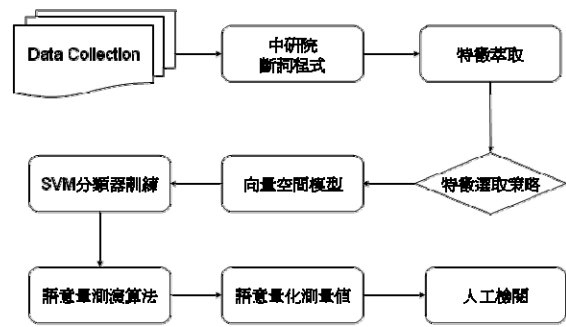 Data Collection
中研院
斷詞程式
特徵萃取
特徵選取策略
向量空間模型
SVM分類器訓練
語意量測演算法
語意量化測量值
人工檢閱